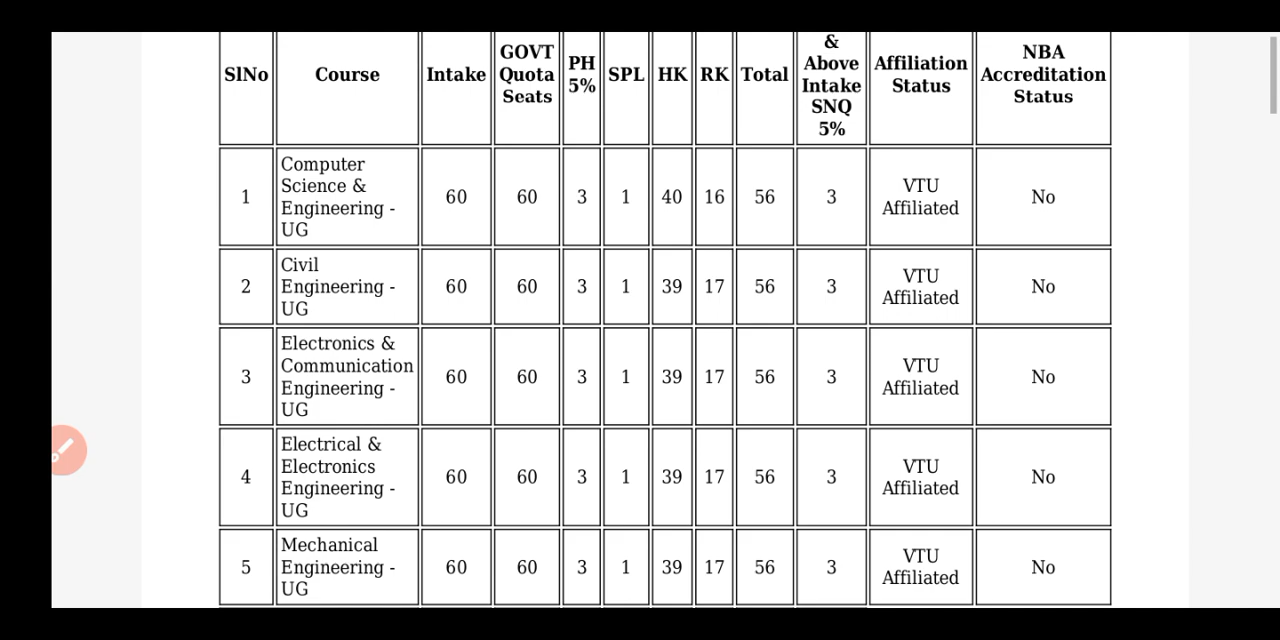 SlNo Course Intake GOVT Quota Seats PH 5% SPL HK RK Total & Above Intake SNQ 5% Affiliation Status NBA Accreditation Status
1 Computer Science & Engineering - UG 60 60 3 1 40 16 56 3 VTU Affiliated No
2 Civil Engineering - UG 60 60 3 1 39 17 56 3 VTU Affiliated No
3 Electronics & Communication Engineering - UG 60 60 3 1 39 17 56 3 VTU Affiliated No
4 Electrical & Electronics Engineering - UG 60 60 3 1 39 17 56 3 VTU Affiliated No
5 Mechanical Engineering - UG 60 60 3 1 39 17 56 3 VTU Affiliated No